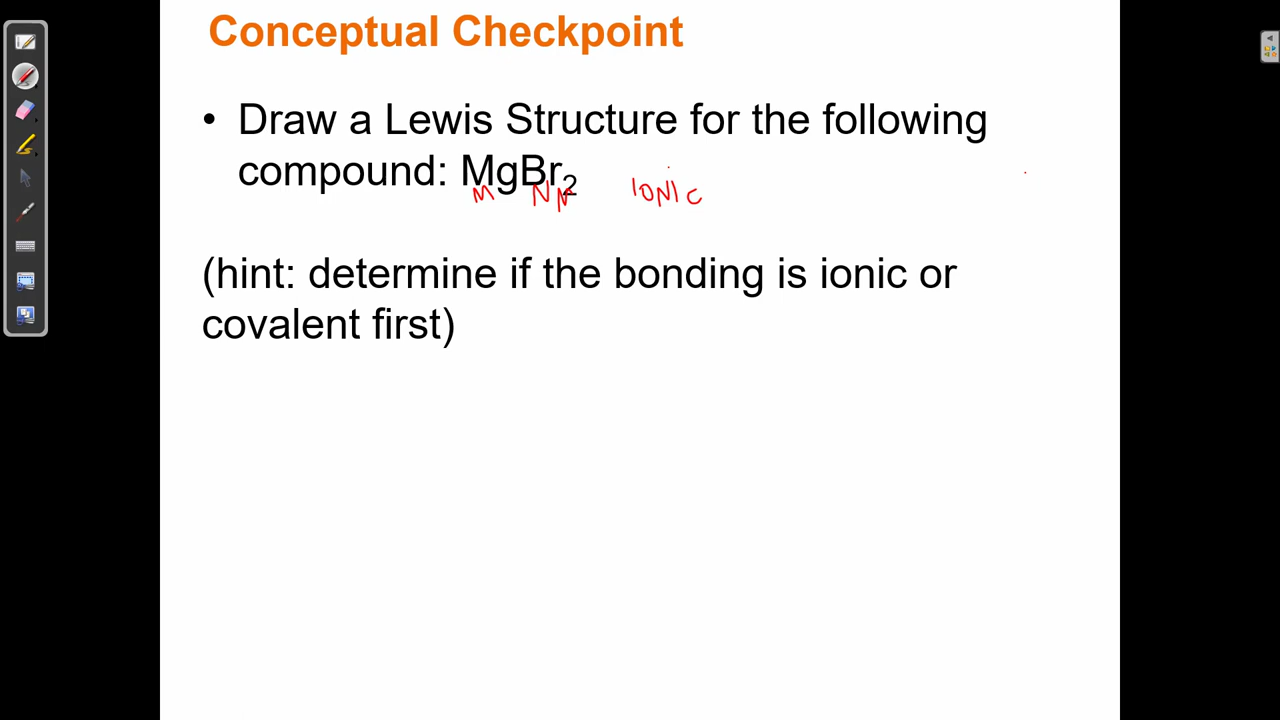 Conceptual Checkpoint
• Draw a Lewis Structure for the following
compound: MgBr₂
M NM IONIC
(hint: determine if the bonding is ionic or
covalent first)